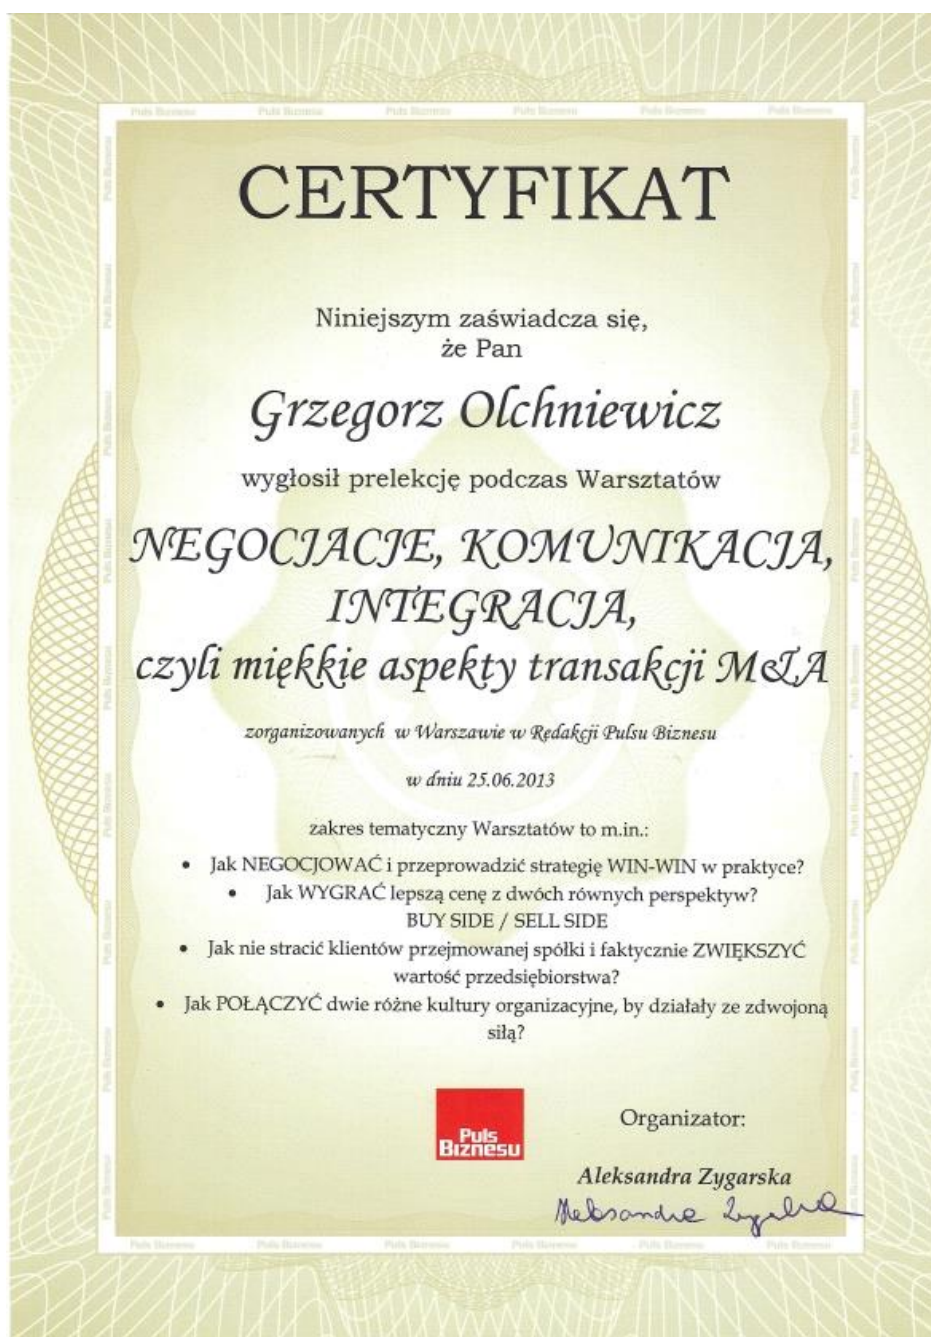 CERTYFIKAT
Niniejszym zaświadcza się,
że Pan
Grzegorz Olchniewicz
wygłosił prelekcję podczas Warsztatów
NEGOCJACJE, KOMUNIKACJA,
INTEGRACJA,
czyli miękkie aspekty transakcji M&A
zorganizowanych w Warszawie w Redakcji Pulsu Biznesu
w dniu 25.06.2013
zakres tematyczny Warsztatów to m.in.:
• Jak NEGOCJOWAĆ i przeprowadzić strategię WIN-WIN w praktyce?
• Jak WYGRAĆ lepszą cenę z dwóch równych perspektyw?
BUY SIDE / SELL SIDE
• Jak nie stracić klientów przejmowanej spółki i faktycznie ZWIĘKSZYĆ
wartość przedsiębiorstwa?
• Jak POŁĄCZYĆ dwie różne kultury organizacyjne, by działały ze zdwojoną
siłą?
Puls
Biznesu
Organizator:
Aleksandra Zygarska
Aleksandra Zygarska